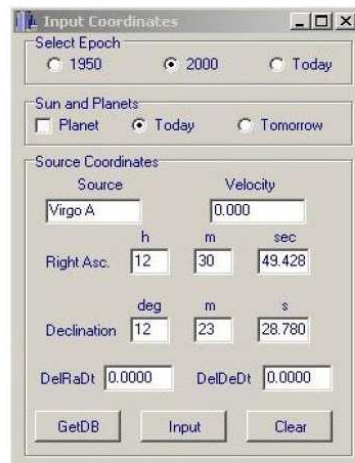 Input Coordinates
Select Epoch
1950 2000 Today
Sun and Planets
Planet Today Tomorrow
Source Coordinates
Source Velocity
Virgo A 0.000
h m sec
Right Asc. 12 30 49.428
deg m s
Declination 12 23 28.780
DelRaDt 0.0000 DelDeDt 0.0000
GetDB Input Clear